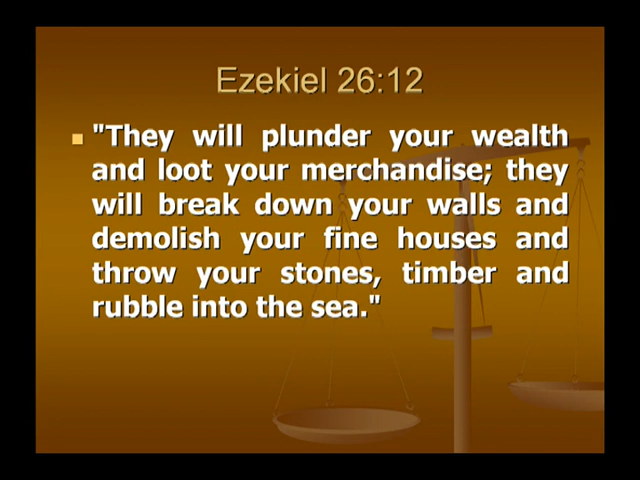 Ezekiel 26:12
"They will plunder your wealth
and loot your merchandise; they
will break down your walls and
demolish your fine houses and
throw your stones, timber and
rubble into the sea."